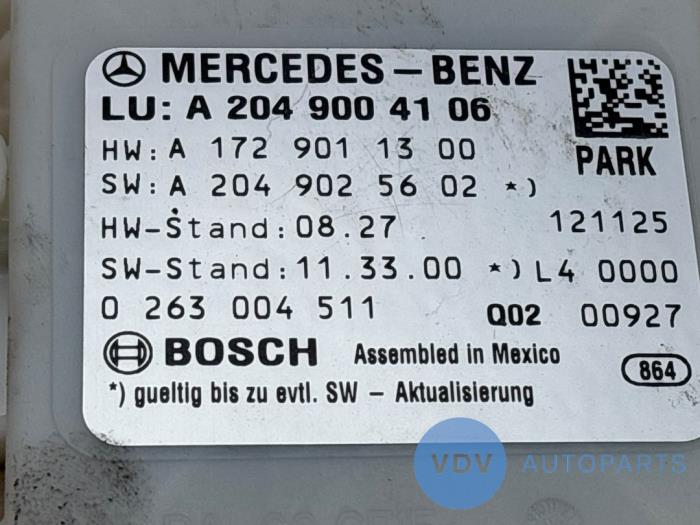 MERCEDES-BENZ
LU: A 204 900 41 06
HW: A 172 901 13 00
PARK
SW: A 204 902 56 02 *)
HW-Stand: 08.27 121125
SW-Stand: 11.33.00 *) L4 0000
0 263 004 511 Q02 00927
BOSCH Assembled in Mexico 864
*) gueltig bis zu evtl. SW - Aktualisierung
VDV AUTOPARTS